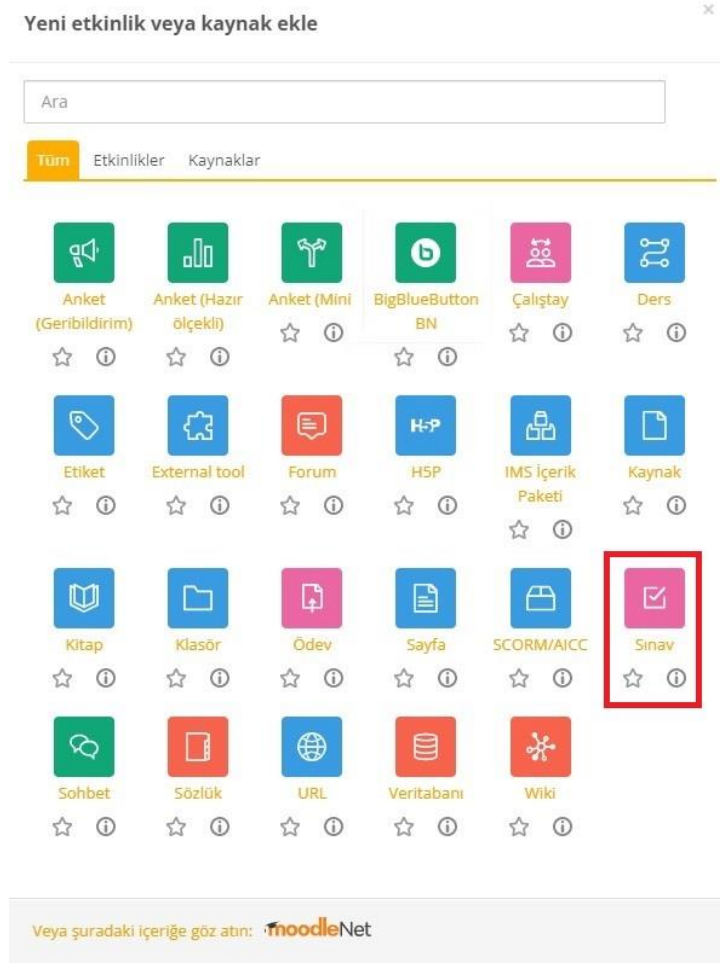 Yeni etkinlik veya kaynak ekle
×
Ara
Tüm Etkinlikler Kaynaklar
Anket (Geribildirim)
Anket (Hazır ölçekli)
Anket (Mini
BigBlueButton BN
Çalıştay
Ders
Etiket
External tool
Forum
H5P
IMS İçerik Paketi
Kaynak
Kitap
Klasör
Ödev
Sayfa
SCORM/AICC
Sınav
Sohbet
Sözlük
URL
Veritabanı
Wiki
Veya şuradaki içeriğe göz atın: moodleNet